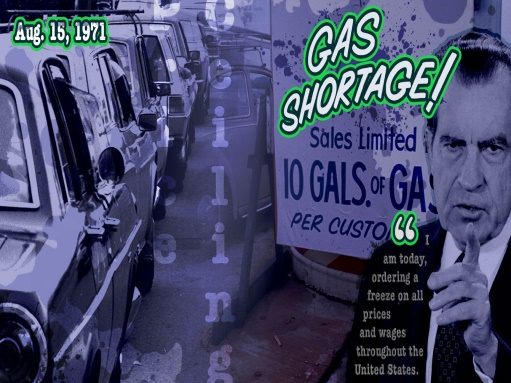 Aug. 15, 1971
GAS
SHORTAGE!
Sales Limited
10 GALS. OF GAS
PER CUSTO
“ I
am today,
ordering a
freeze on all
prices
and wages
throughout the
United States.
ceiling